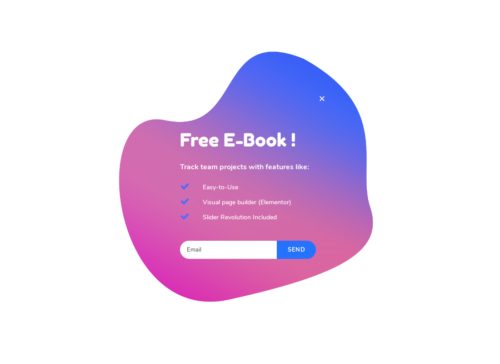 Free E-Book !
Track team projects with features like:
Easy-to-Use
Visual page builder (Elementor)
Slider Revolution Included
Email SEND